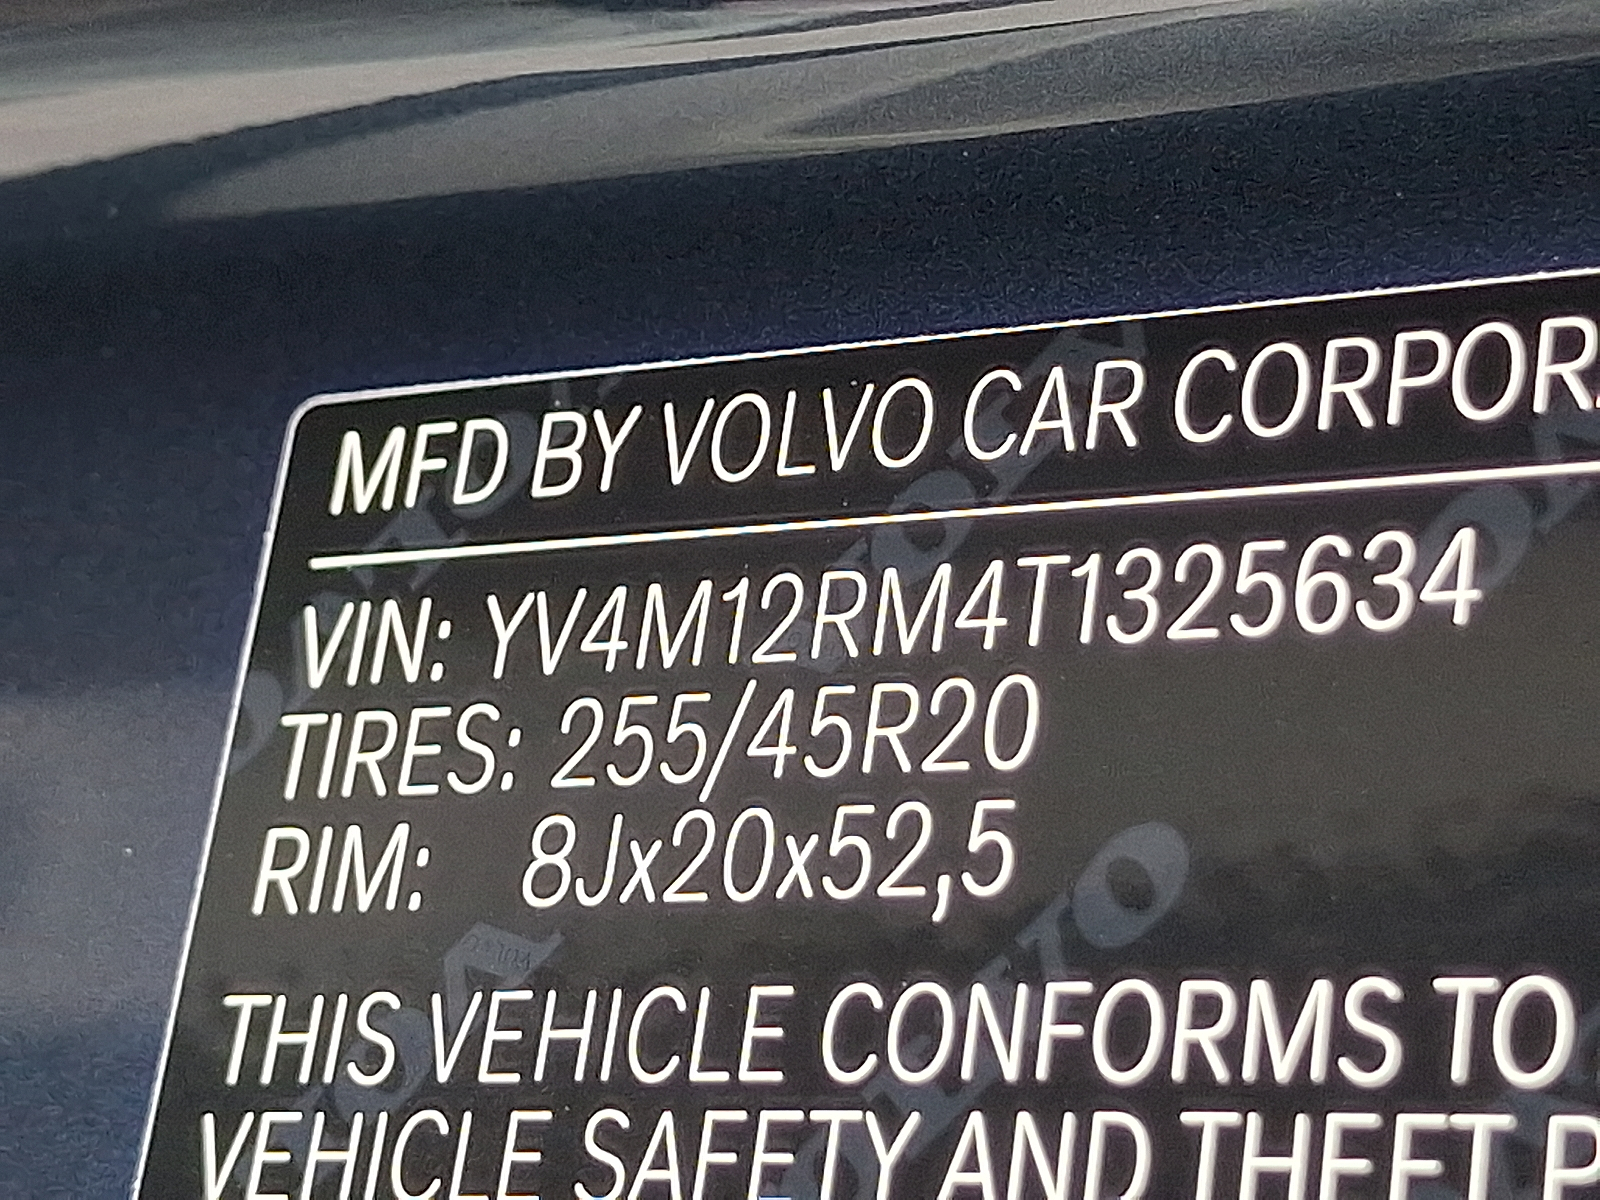 MFD BY VOLVO CAR CORPORA
VIN: YV4M12RM4T1325634
TIRES: 255/45R20
RIM: 8Jx20x52,5
THIS VEHICLE CONFORMS TO
VEHICLE SAFETY AND THEFT P